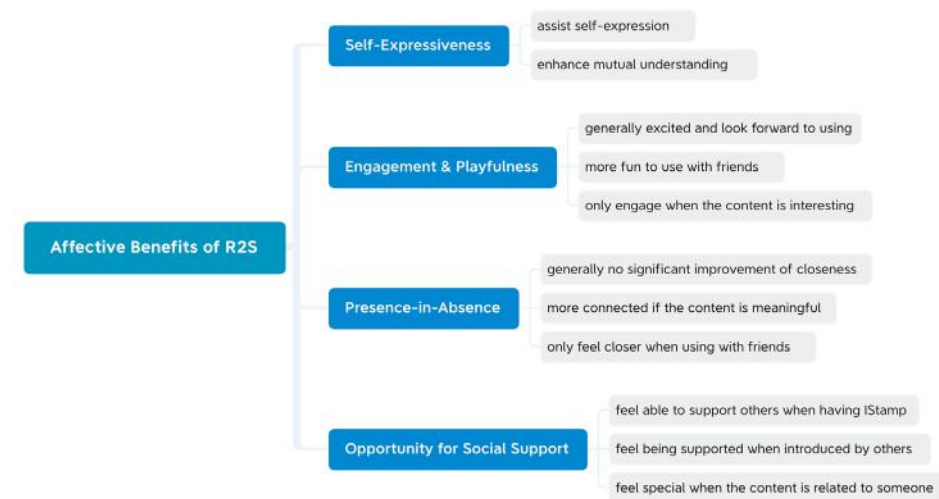 Affective Benefits of R2S
Self-Expressiveness
assist self-expression
enhance mutual understanding
Engagement & Playfulness
generally excited and look forward to using
more fun to use with friends
only engage when the content is interesting
Presence-in-Absence
generally no significant improvement of closeness
more connected if the content is meaningful
only feel closer when using with friends
Opportunity for Social Support
feel able to support others when having IStamp
feel being supported when introduced by others
feel special when the content is related to someone